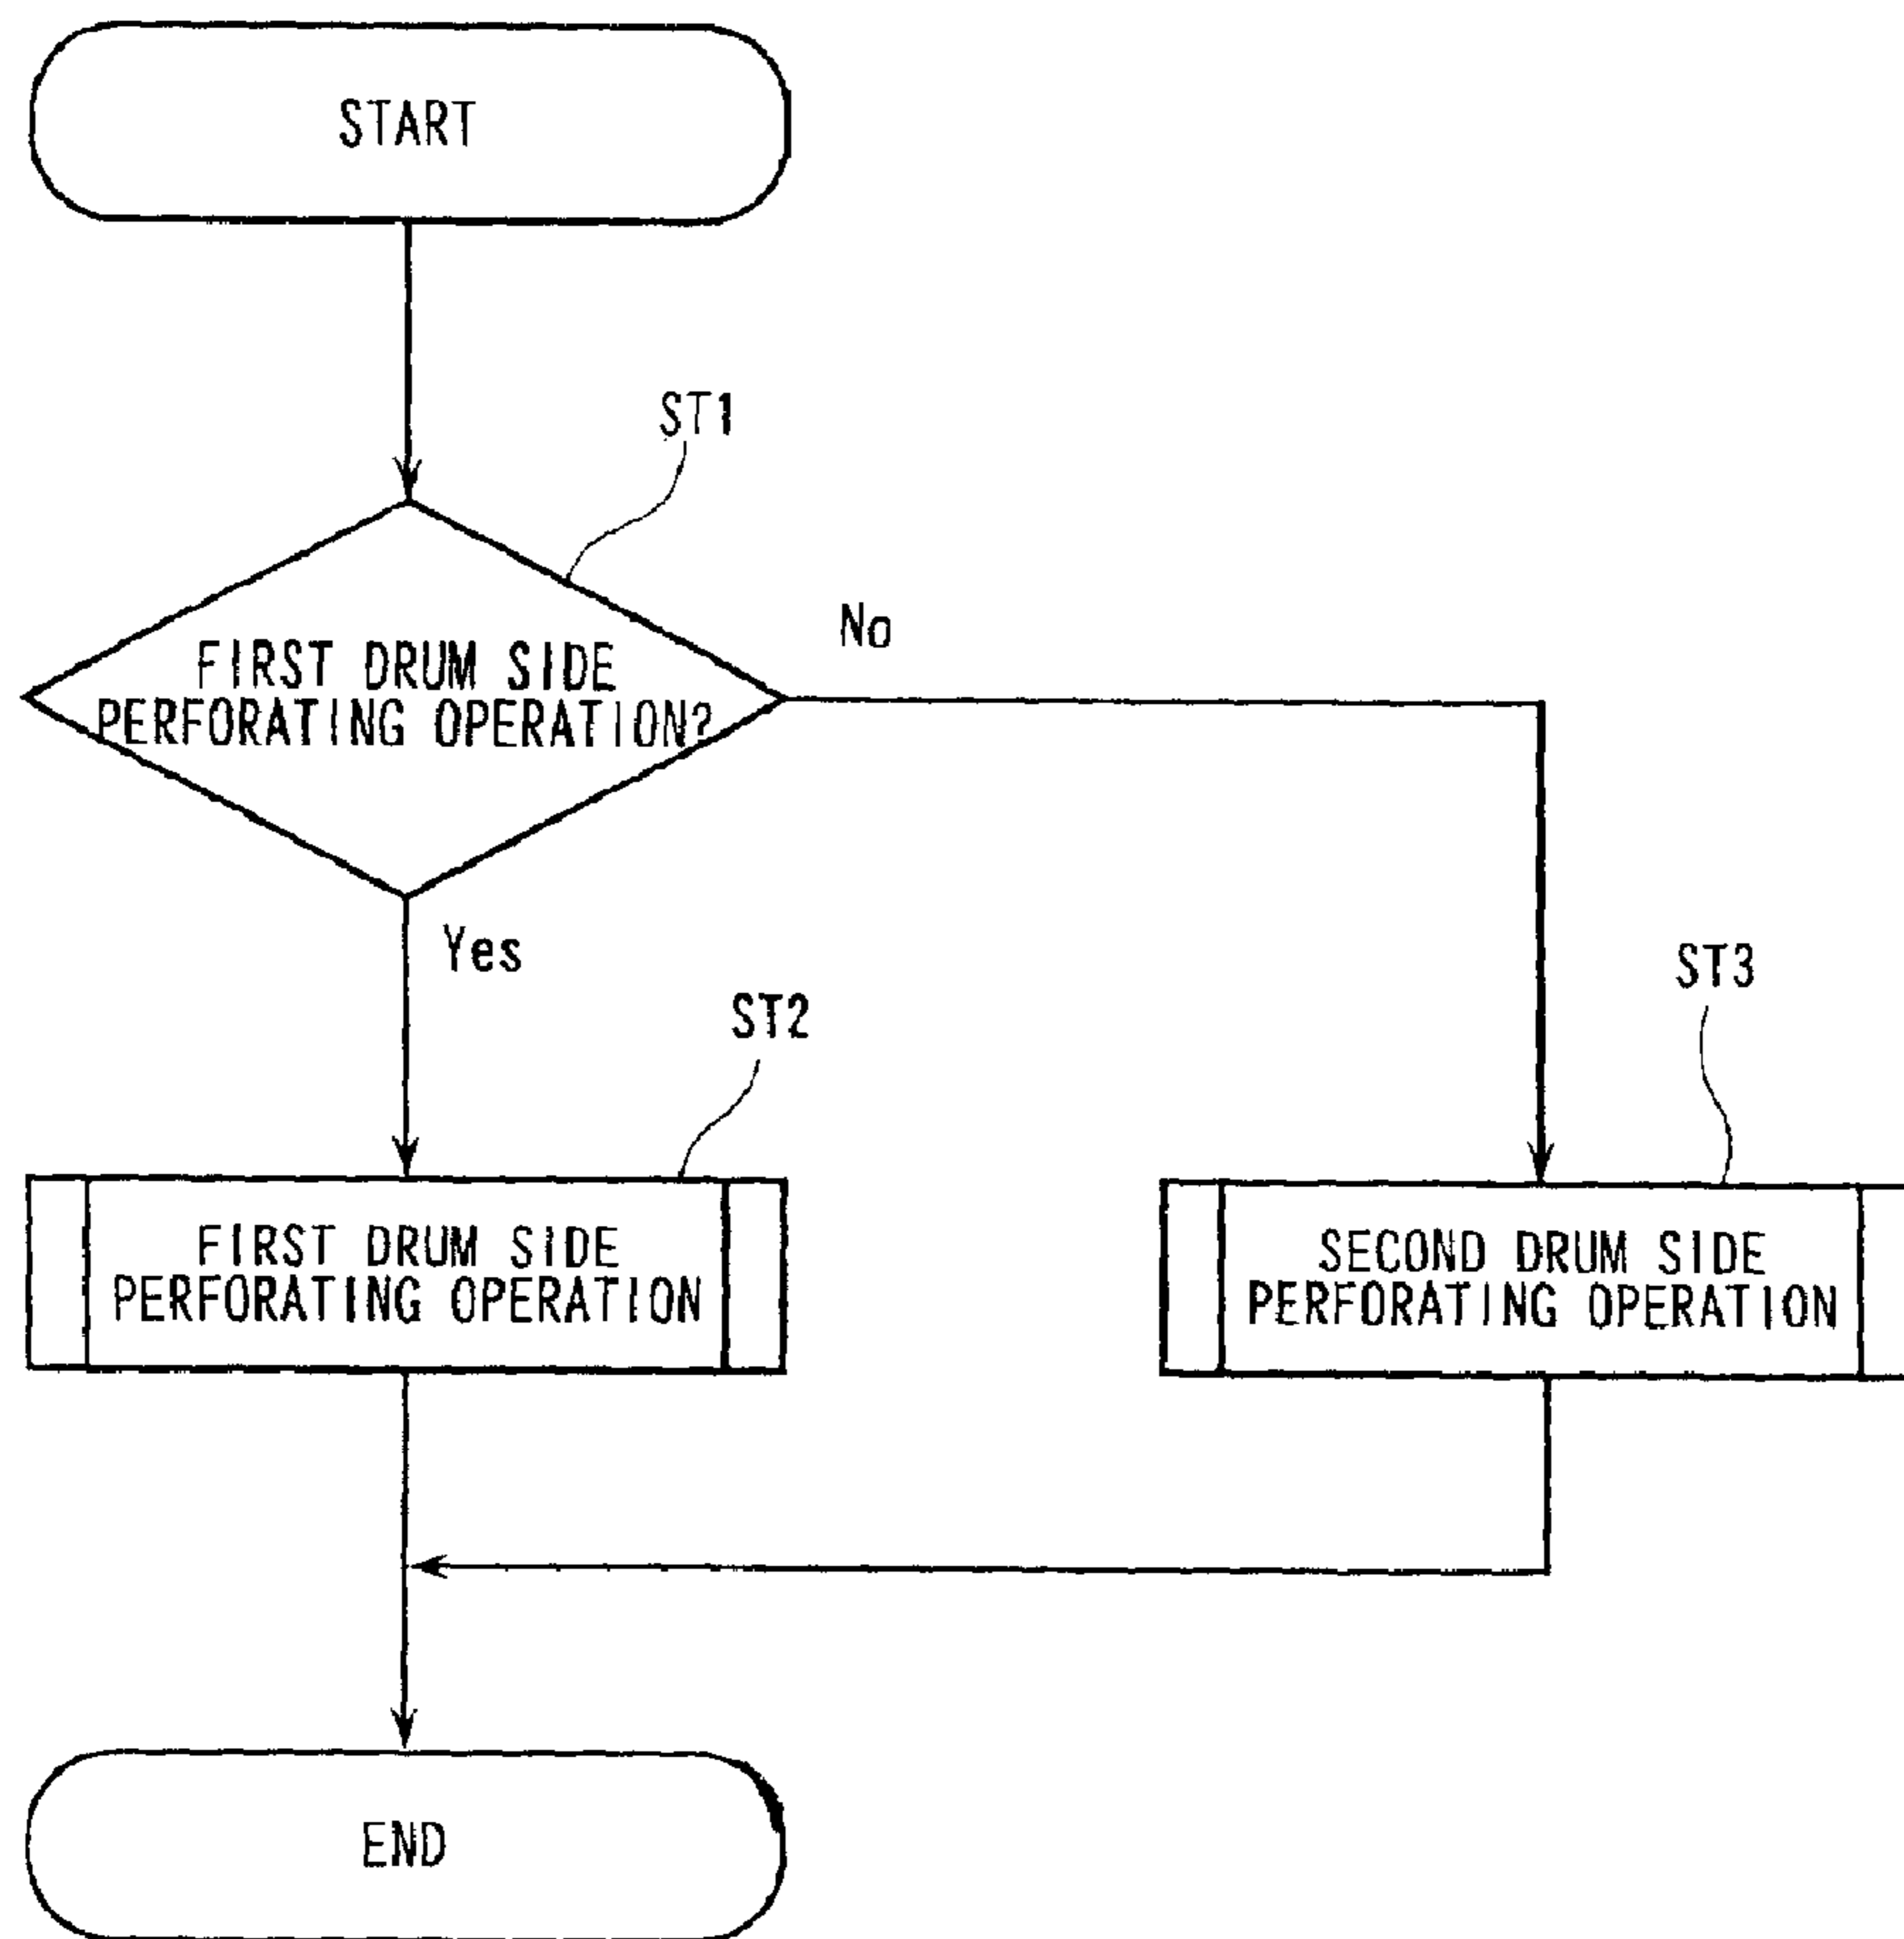 START
ST1
FIRST DRUM SIDE
PERFORATING OPERATION?
No
Yes
ST2
ST3
FIRST DRUM SIDE
PERFORATING OPERATION
SECOND DRUM SIDE
PERFORATING OPERATION
END